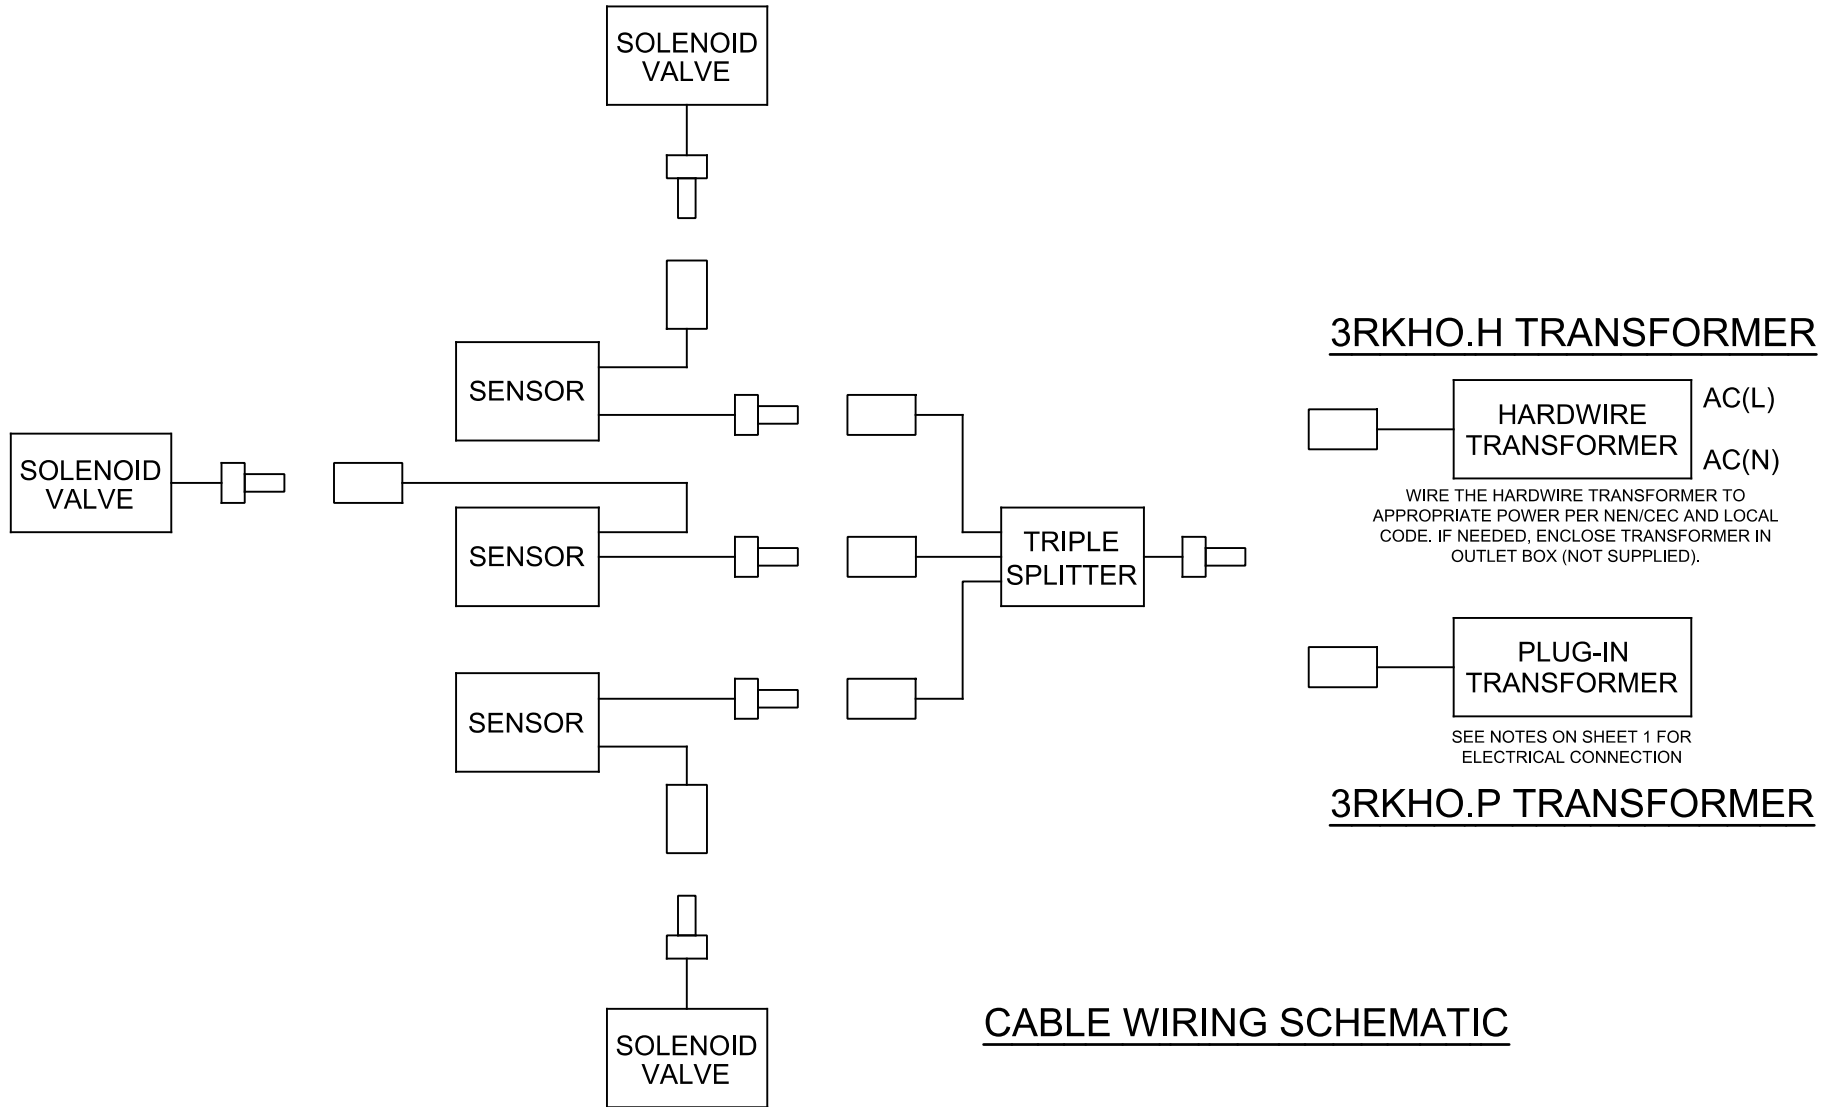 SOLENOID
VALVE
3RKHO.H TRANSFORMER
SENSOR
HARDWIRE
TRANSFORMER
AC(L)
AC(N)
SOLENOID
VALVE
WIRE THE HARDWIRE TRANSFORMER TO
APPROPRIATE POWER PER NEN/CEC AND LOCAL
CODE. IF NEEDED, ENCLOSE TRANSFORMER IN
OUTLET BOX (NOT SUPPLIED).
SENSOR
TRIPLE
SPLITTER
PLUG-IN
TRANSFORMER
SENSOR
SEE NOTES ON SHEET 1 FOR
ELECTRICAL CONNECTION
3RKHO.P TRANSFORMER
SOLENOID
VALVE
CABLE WIRING SCHEMATIC